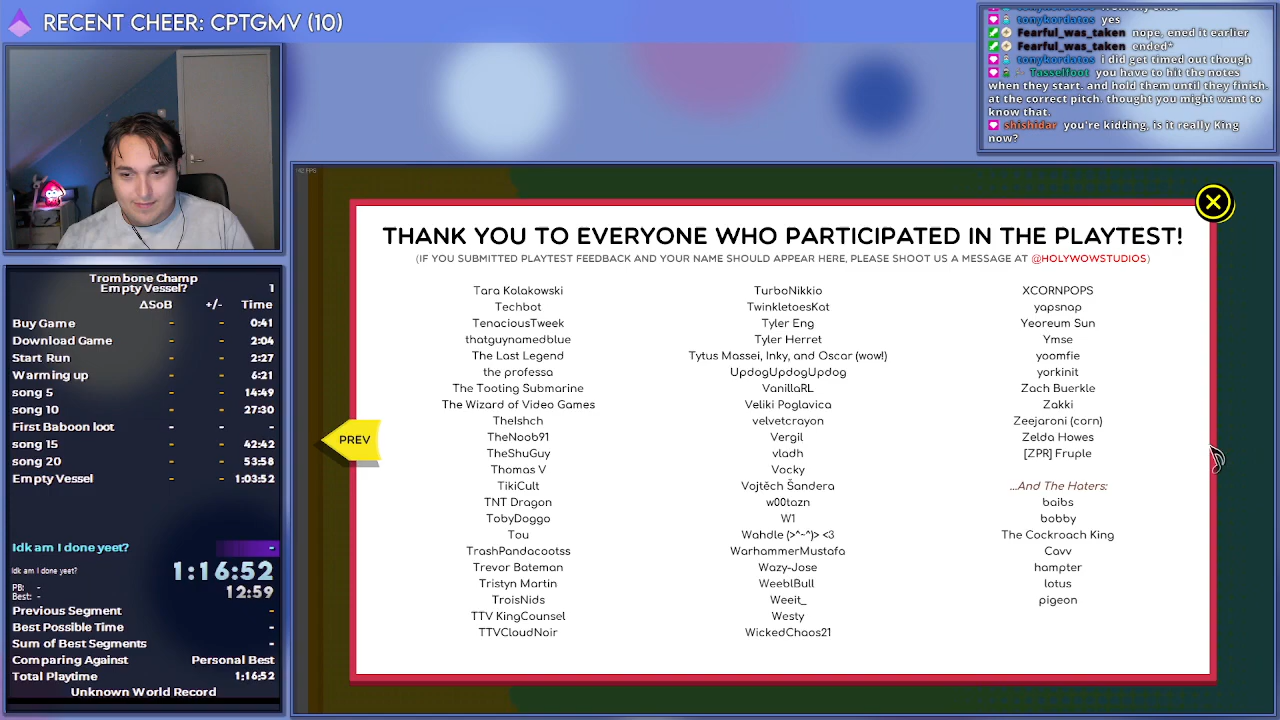 RECENT CHEER: CPTGMV (10)
tonykordatos yes
Fearful_was_taken nope, ened it earlier
Fearful_was_taken ended*
tonykordatos i did get timed out though
Tasselfoot you have to hit the notes
when they start. and hold them until they finish.
at the correct pitch. thought you might want to
know that.
shishidar you're kidding, is it really King
now?
142 FPS
Trombone Champ
Empty Vessel? 1
ΔSoB +/- Time
Buy Game - - 0:41
Download Game - - 2:04
Start Run - - 2:27
Warming up - - 6:21
song 5 - - 14:49
song 10 - - 27:30
First Baboon loot - - -
song 15 - - 42:42
song 20 - - 53:58
Empty Vessel - - 1:03:52
Idk am I done yeet? -
Idk am I done yeet? 1:16:52
PB: -
Best: - 12:59
Previous Segment -
Best Possible Time -
Sum of Best Segments -
Comparing Against Personal Best
Total Playtime 1:16:52
Unknown World Record
THANK YOU TO EVERYONE WHO PARTICIPATED IN THE PLAYTEST!
(IF YOU SUBMITTED PLAYTEST FEEDBACK AND YOUR NAME SHOULD APPEAR HERE, PLEASE SHOOT US A MESSAGE AT @HOLYWOWSTUDIOS)
PREV
Tara Kolakowski
Techbot
TenaciousTweek
thatguynamedblue
The Last Legend
the professa
The Tooting Submarine
The Wizard of Video Games
TheIshch
TheNoob91
TheShuGuy
Thomas V
TikiCult
TNT Dragon
TobyDoggo
Tou
TrashPandacootss
Trevor Bateman
Tristyn Martin
TroisNids
TTV KingCounsel
TTVCloudNoir
TurboNikkio
TwinkletoesKat
Tyler Eng
Tyler Herret
Tytus Massei, Inky, and Oscar (wow!)
UpdogUpdogUpdog
VanillaRL
Veliki Poglavica
velvetcrayon
Vergil
vladh
Vocky
Vojtěch Šandera
w00tazn
W1
Wahdle (>^-^)> <3
WarhammerMustafa
Wazy-Jose
WeeblBull
Weeit_
Westy
WickedChaos21
XCORNPOPS
yapsnap
Yeoreum Sun
Ymse
yoomfie
yorkinit
Zach Buerkle
Zakki
Zeejaroni (corn)
Zelda Howes
[ZPR] Fruple
...And The Haters:
baibs
bobby
The Cockroach King
Cavv
hampter
lotus
pigeon